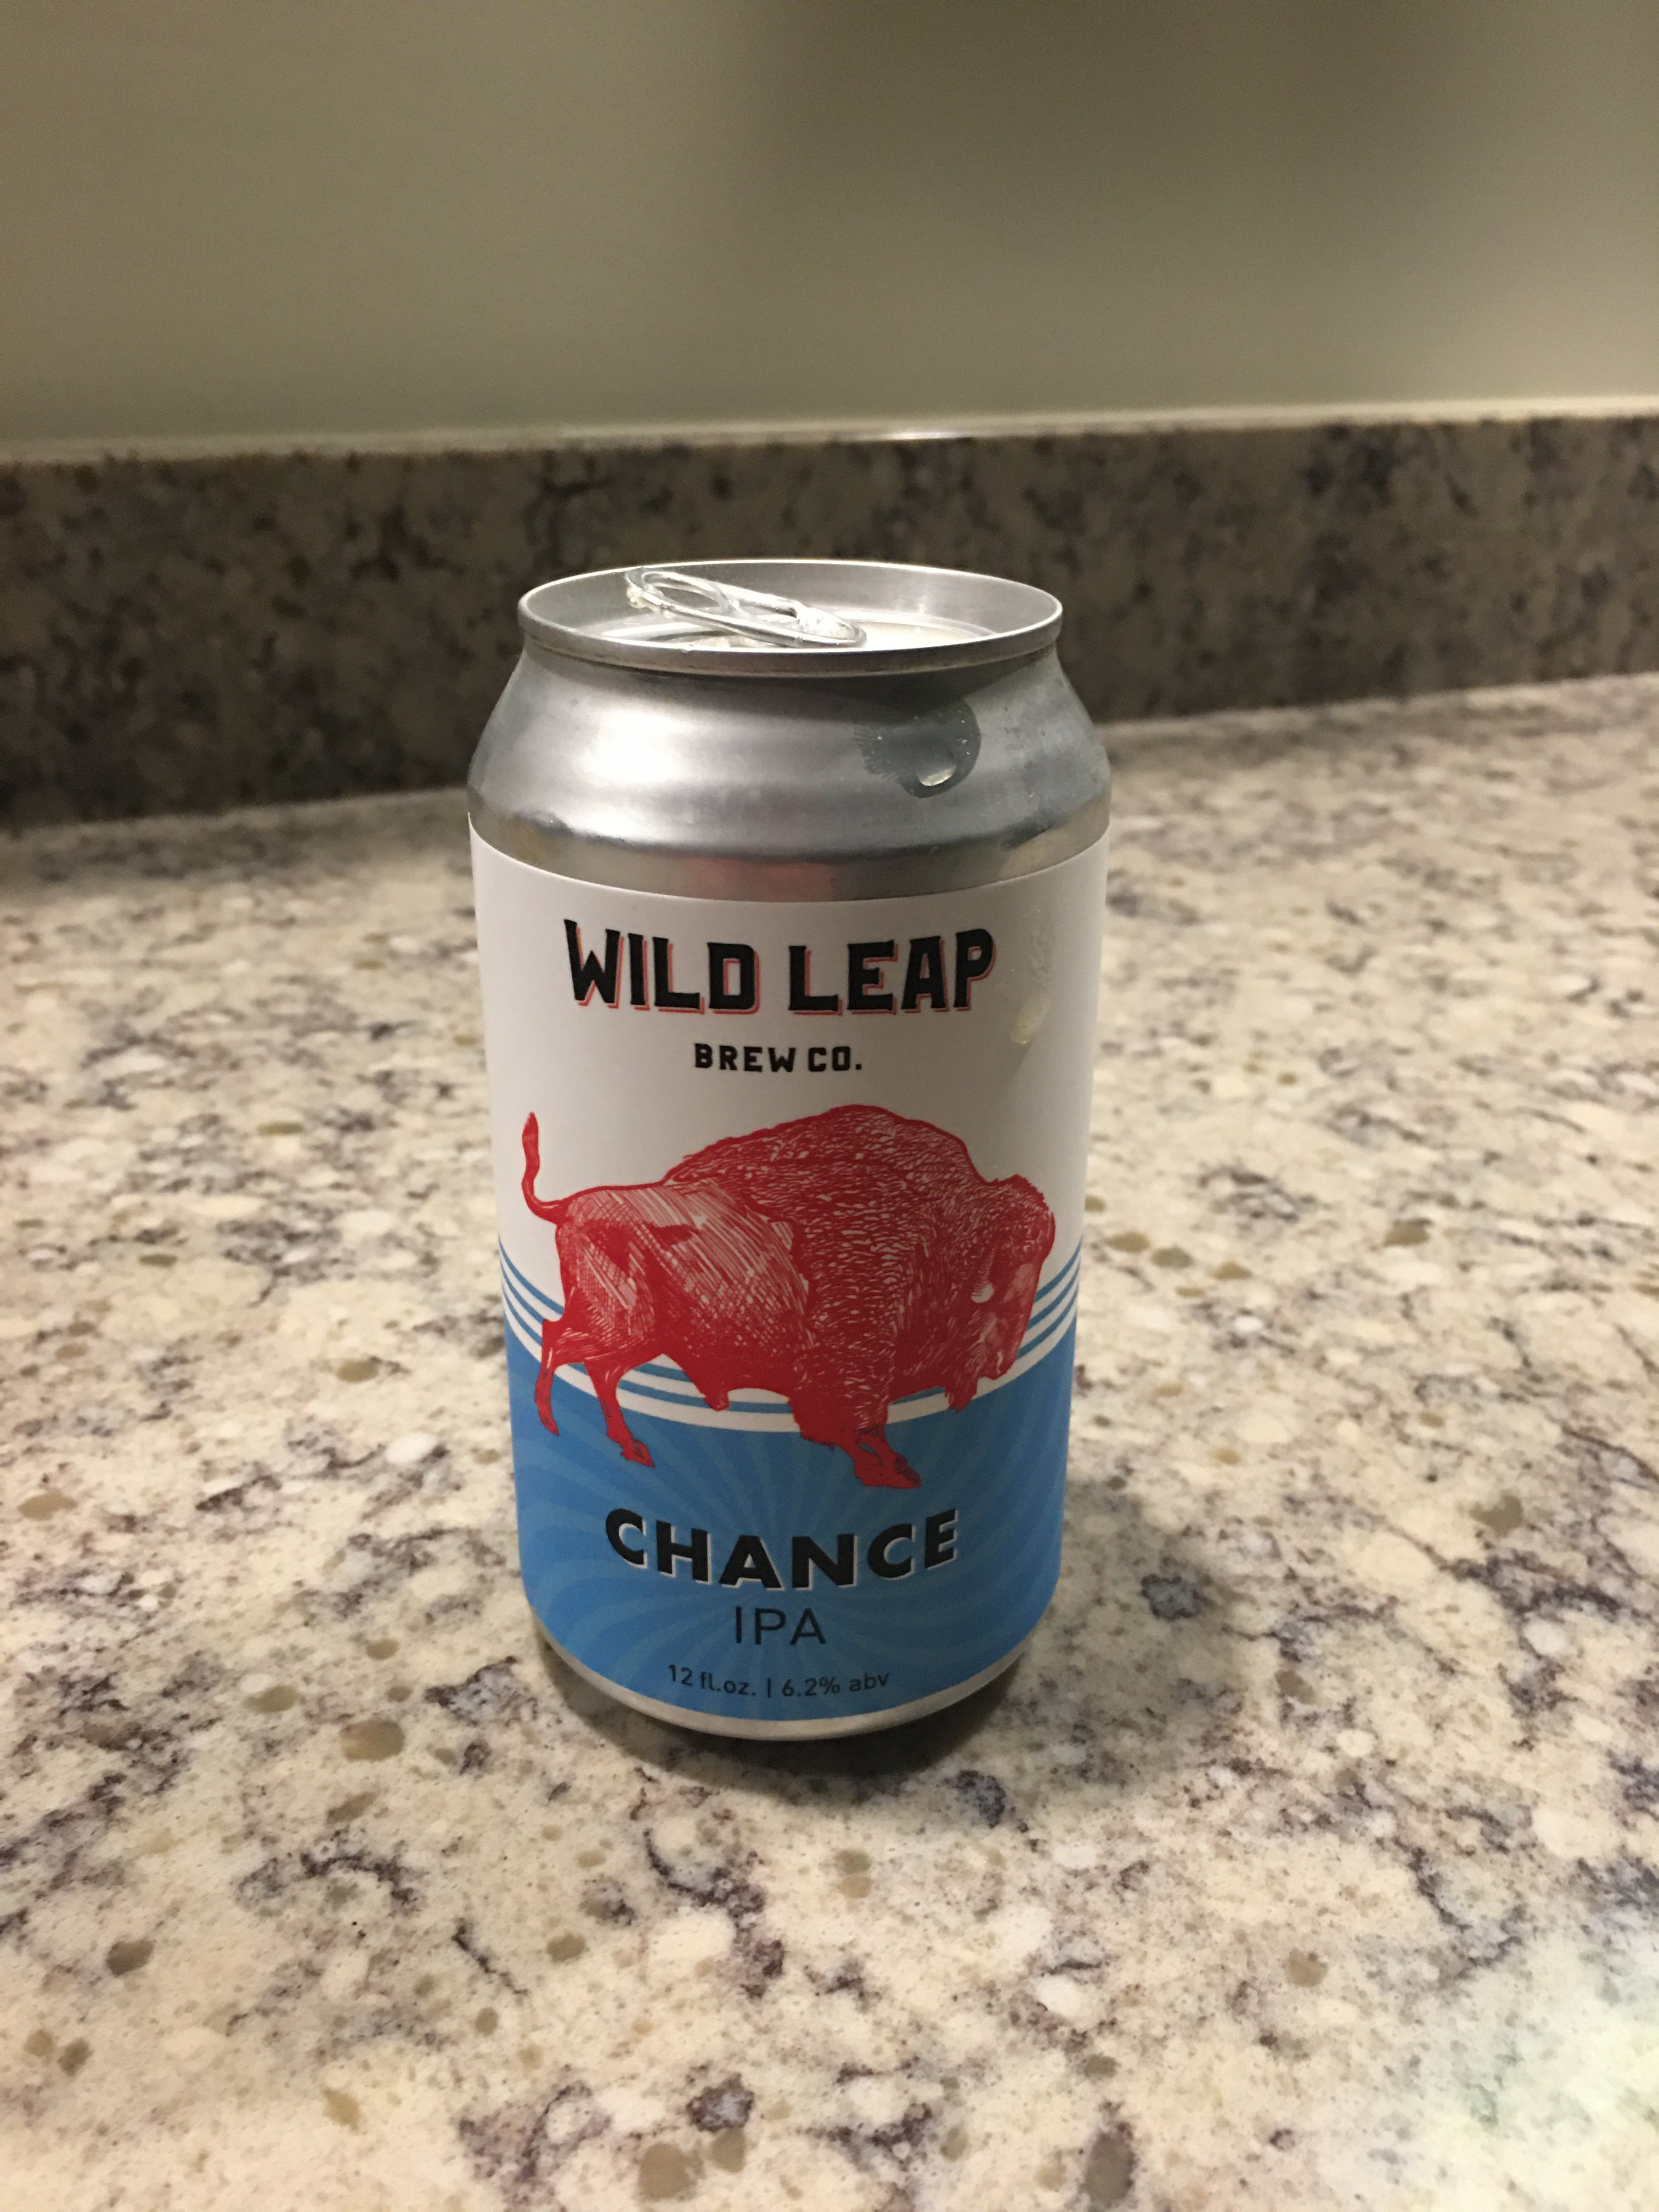 WILD LEAP
BREW CO.
CHANCE
IPA
12 fl.oz. | 6.2% abv